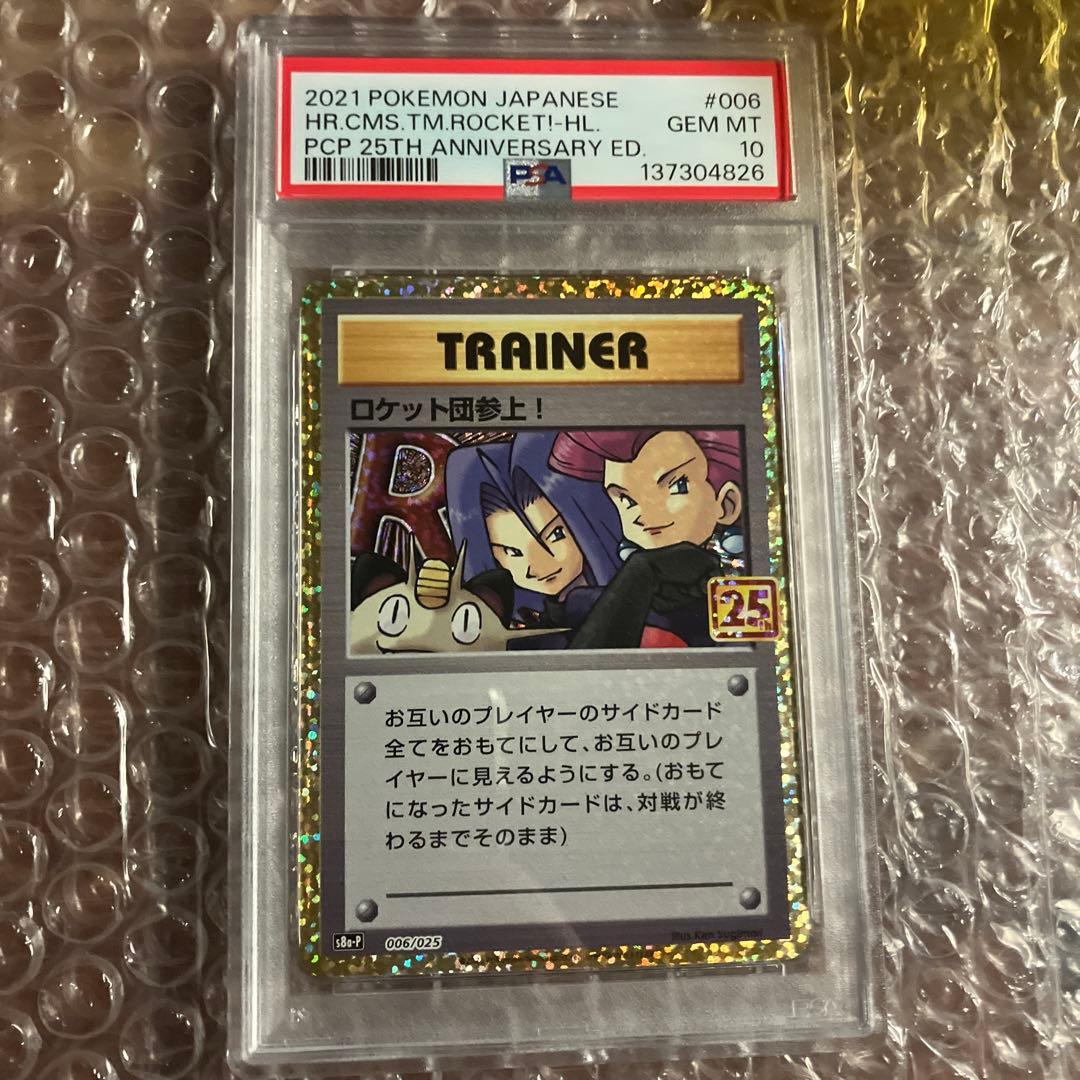 2021 POKEMON JAPANESE #006
HR.CMS.TM.ROCKET!-HL. GEM MT
PCP 25TH ANNIVERSARY ED. 10
PSA 137304826
TRAINER
ロケット団参上!
R
25
お互いのプレイヤーのサイドカード
全てをおもてにして、お互いのプレ
イヤーに見えるようにする。(おもて
になったサイドカードは、対戦が終
わるまでそのまま)
s8a-P 006/025
Illus. Ken Sugimori
PSA